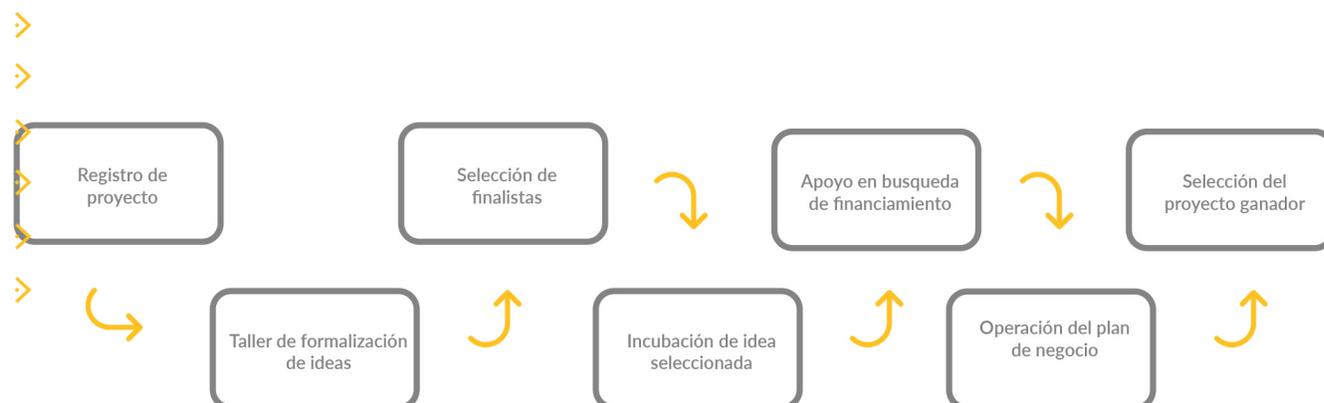 Registro de
proyecto
Taller de formalización
de ideas
Selección de
finalistas
Incubación de idea
seleccionada
Apoyo en busqueda
de financiamiento
Operación del plan
de negocio
Selección del
proyecto ganador